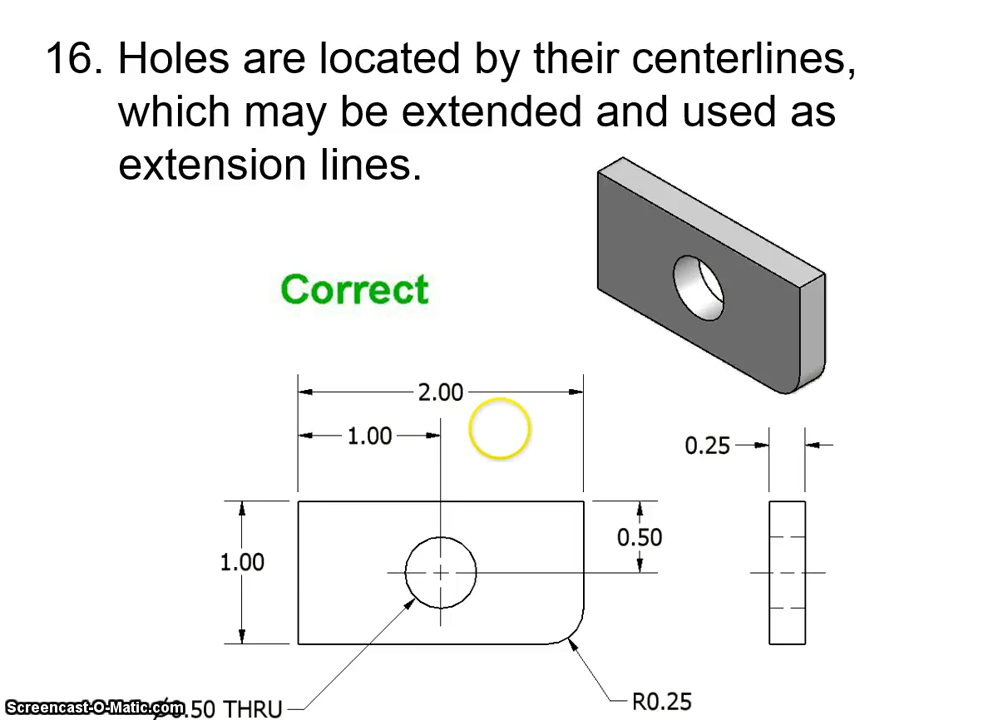 16. Holes are located by their centerlines,
which may be extended and used as
extension lines.
Correct
2.00
1.00
0.25
0.50
1.00
R0.25
.50 THRU
Screencast-O-Matic.com